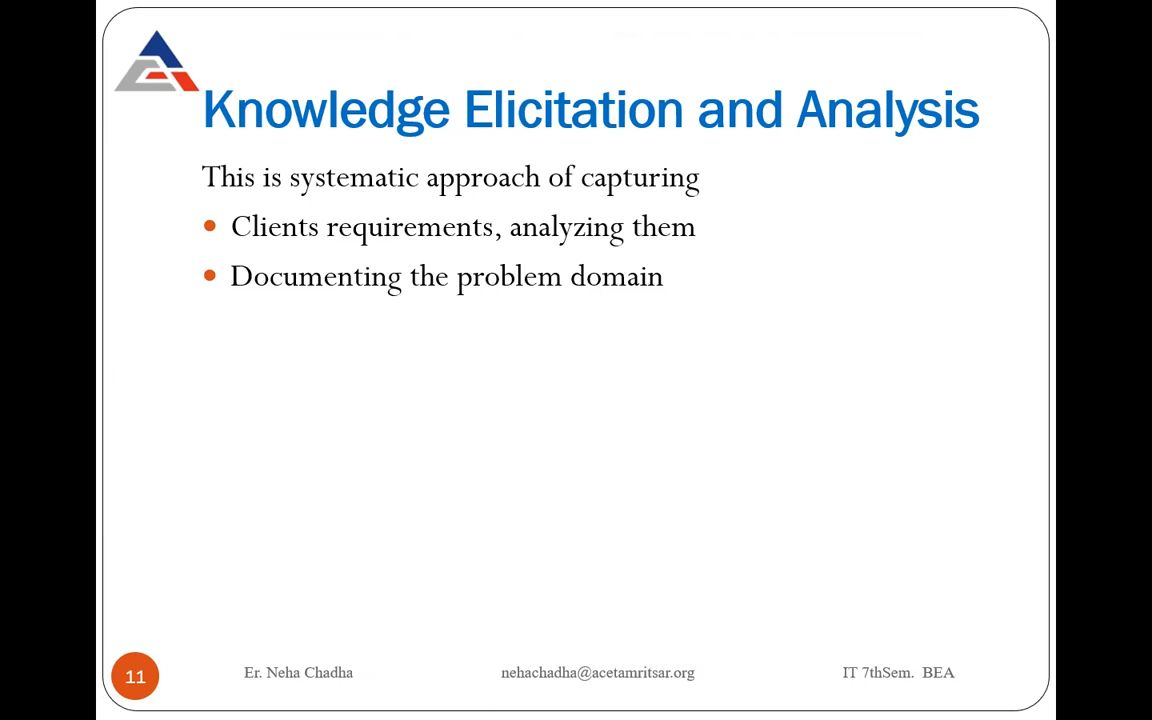 Knowledge Elicitation and Analysis
This is systematic approach of capturing
Clients requirements, analyzing them
Documenting the problem domain
11
Er. Neha Chadha
nehachadha@acetamritsar.org
IT 7thSem. BEA